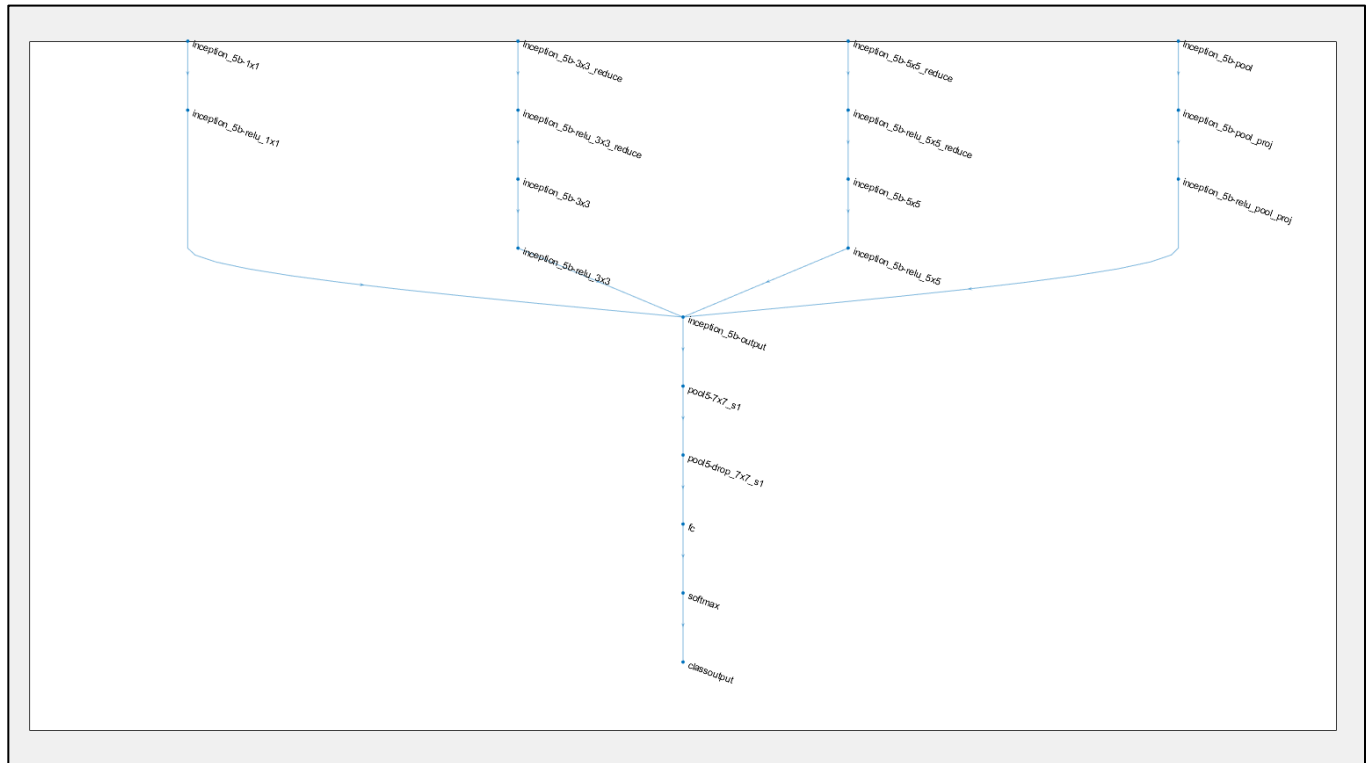 inception_5b-1x1
inception_5b-3x3_reduce
inception_5b-5x5_reduce
inception_5b-pool
inception_5b-relu_1x1
inception_5b-relu_3x3_reduce
inception_5b-relu_5x5_reduce
inception_5b-pool_proj
inception_5b-3x3
inception_5b-5x5
inception_5b-relu_pool_proj
inception_5b-relu_3x3
inception_5b-relu_5x5
inception_5b-output
pool5-7x7_s1
pool5-drop_7x7_s1
fc
softmax
classoutput